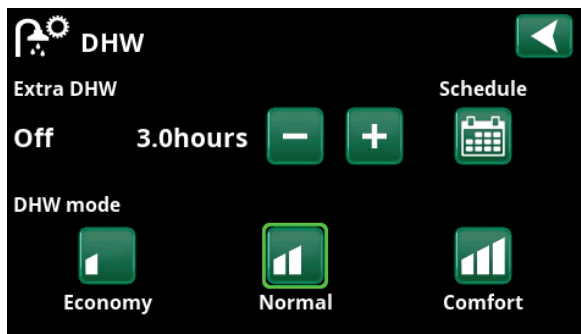 DHW
Extra DHW
Schedule
Off 3.0hours
DHW mode
Economy Normal Comfort